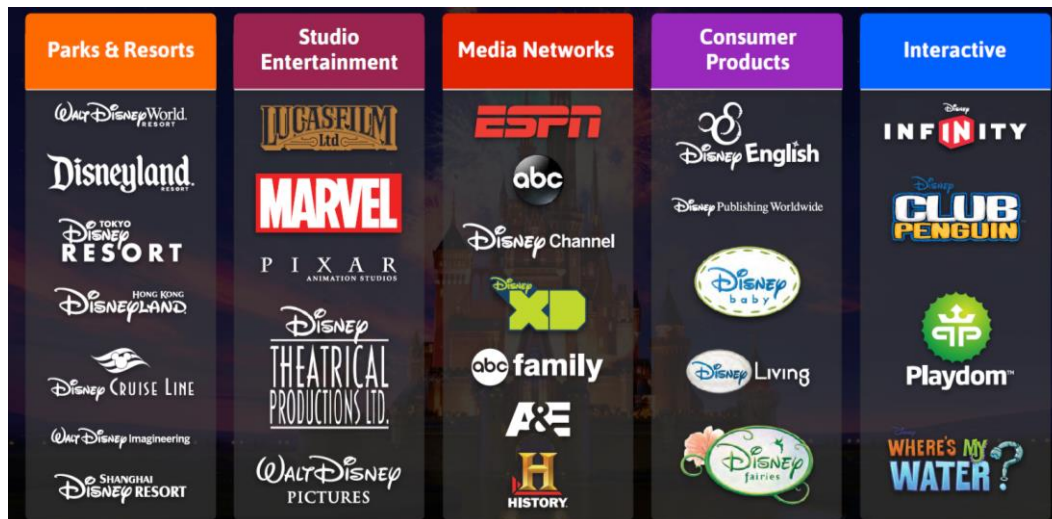 Parks & Resorts
WALT DISNEY World.
RESORT
Disneyland
RESORT
TOKYO
DISNEY
RESORT
HONG KONG
DISNEYLAND
DISNEY CRUISE LINE
WALT DISNEY Imagineering
SHANGHAI
DISNEY RESORT
Studio
Entertainment
LUCASFILM
Ltd
MARVEL
PIXAR
ANIMATION STUDIOS
DISNEY
THEATRICAL
PRODUCTIONS LTD.
WALT DISNEY
PICTURES
Media Networks
ESPN
abc
DISNEY Channel
DISNEY
XD
abc family
A&E
H
HISTORY
Consumer
Products
DISNEY English
DISNEY Publishing Worldwide
DISNEY
baby
DISNEY LIVING
DISNEY
fairies
Interactive
DISNEY
INFINITY
DISNEY
CLUB
PENGUIN
Playdom™
DISNEY
WHERE'S MY
WATER?